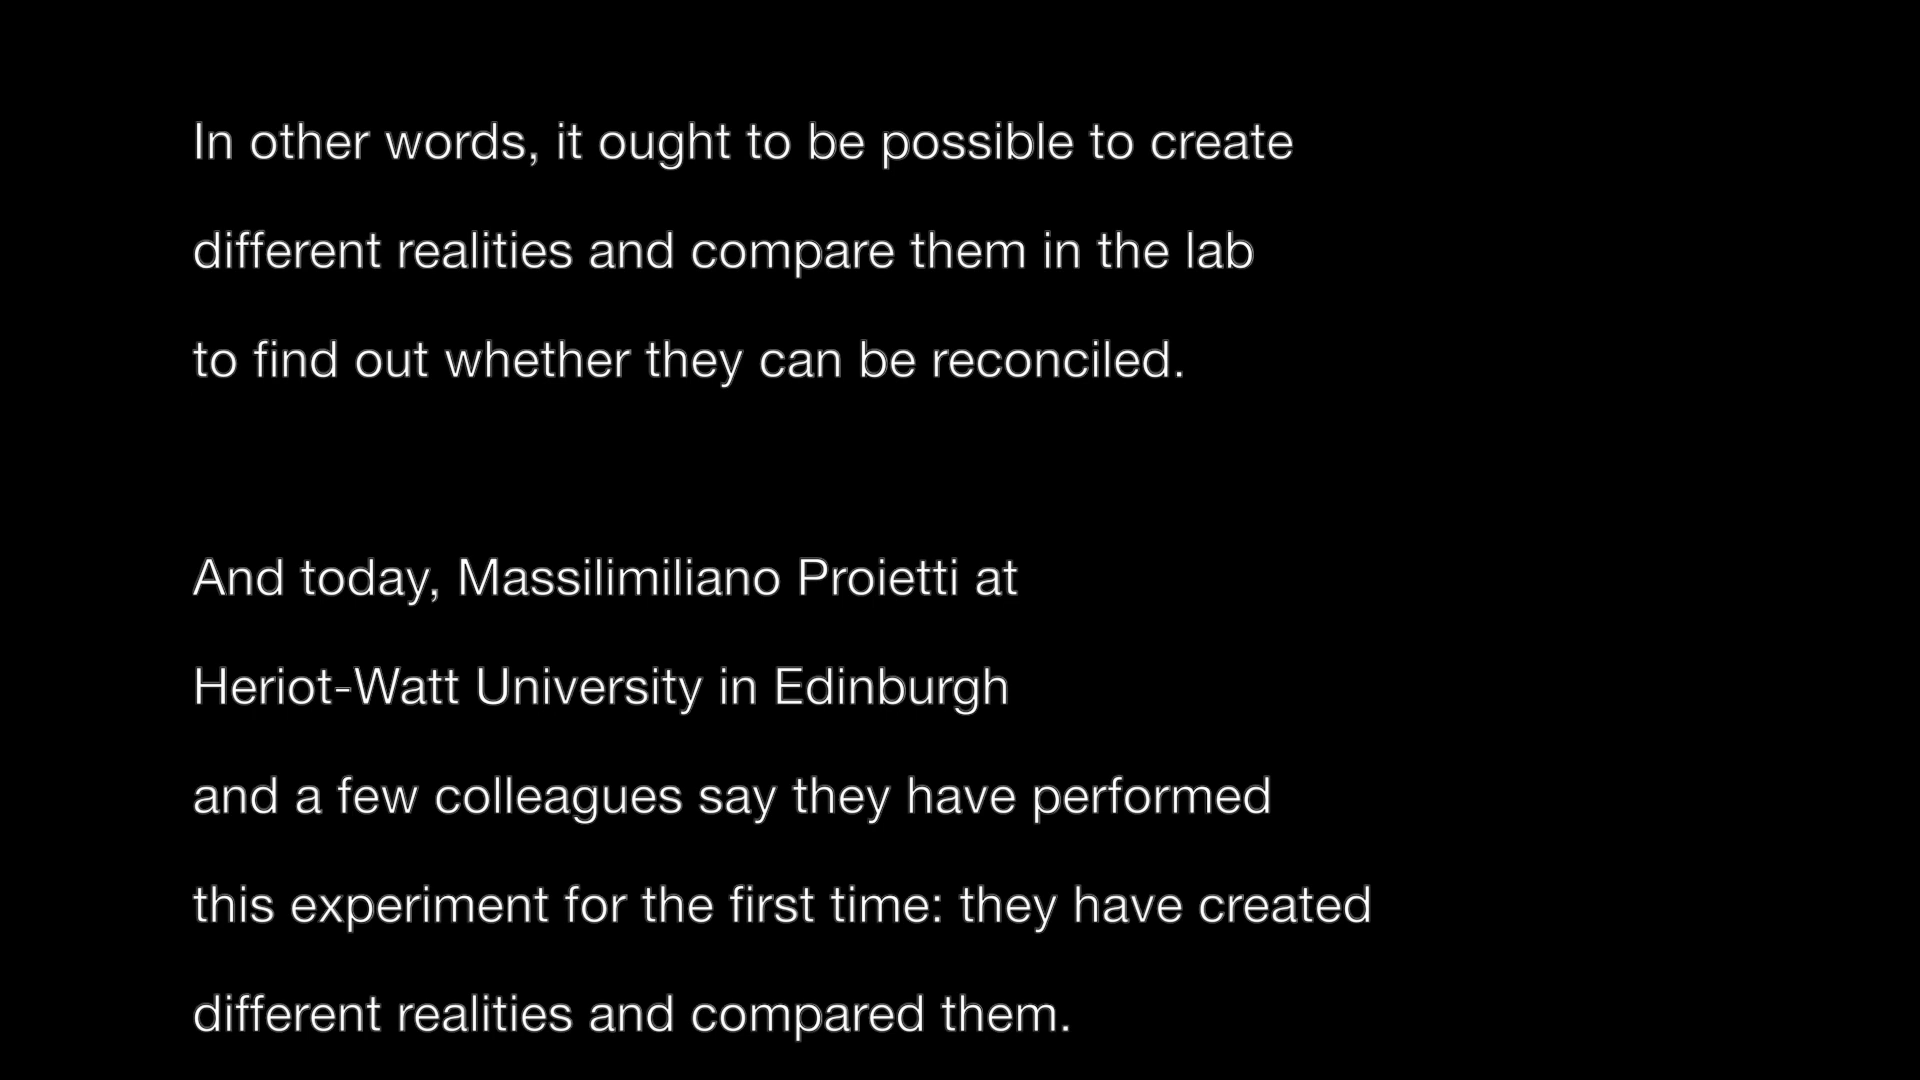 In other words, it ought to be possible to create
different realities and compare them in the lab
to find out whether they can be reconciled.
And today, Massilimiliano Proietti at
Heriot-Watt University in Edinburgh
and a few colleagues say they have performed
this experiment for the first time: they have created
different realities and compared them.